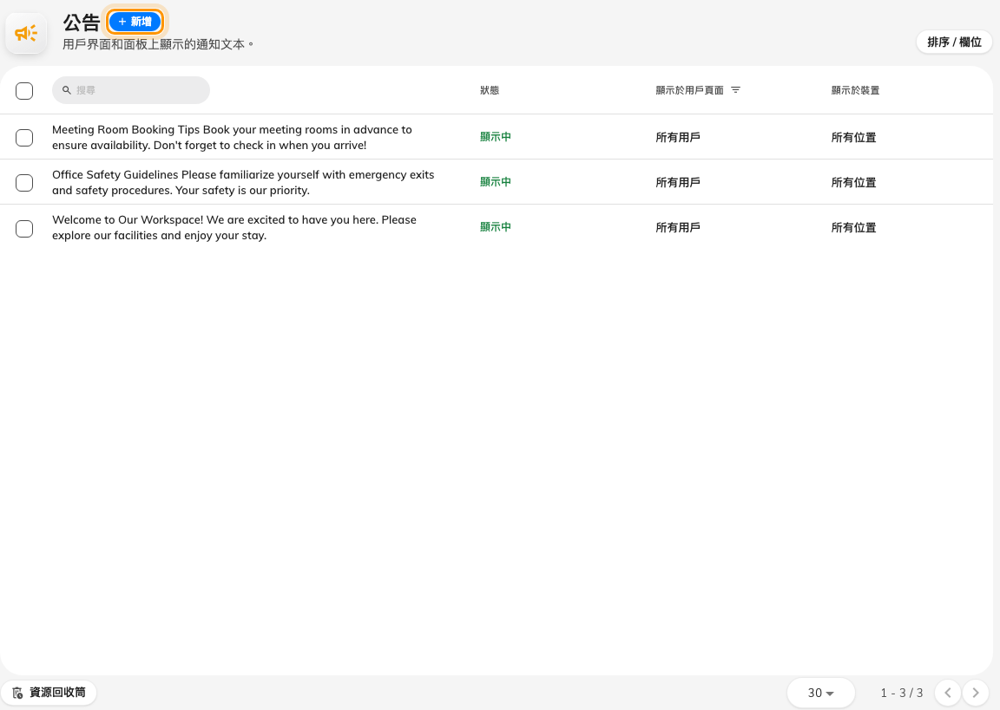 公告
+ 新增
用戶界面和面板上顯示的通知文本。
排序 / 欄位
搜尋
狀態
顯示於用戶頁面
顯示於裝置
Meeting Room Booking Tips Book your meeting rooms in advance to
ensure availability. Don't forget to check in when you arrive!
顯示中
所有用戶
所有位置
Office Safety Guidelines Please familiarize yourself with emergency exits
and safety procedures. Your safety is our priority.
顯示中
所有用戶
所有位置
Welcome to Our Workspace! We are excited to have you here. Please
explore our facilities and enjoy your stay.
顯示中
所有用戶
所有位置
資源回收筒
30
1 - 3 / 3